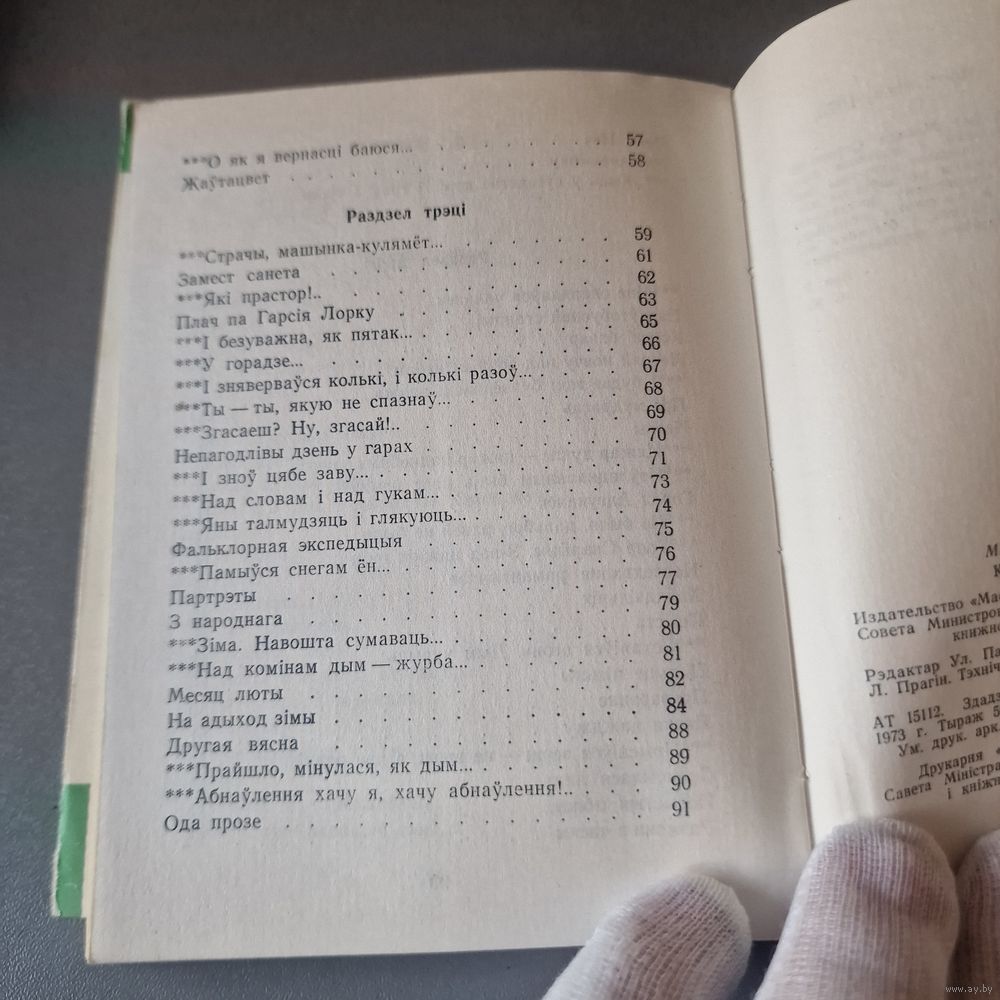 ***О як я вернасці баюся... . . . . . . . 57
Жаўтацвет . . . . . . . . . . . . . 58
Раздзел трэці
***Страчы, машынка-кулямёт... . . . . . . . 59
Замест санета . . . . . . . . . . . . 61
***Які прастор!.. . . . . . . . . . . . 62
Плач па Гарсія Лорку . . . . . . . . . 63
***І безуважна, як пятак... . . . . . . . . 65
***У горадзе... . . . . . . . . . . . . 66
***І зняверваўся колькі, і колькі разоў... . . . . 67
***Ты — ты, якую не спазнаў... . . . . . . . 68
***Згасаеш? Ну, згасай!.. . . . . . . . . 69
Непагодлівы дзень у гарах . . . . . . . . 70
***І зноў цябе заву... . . . . . . . . . . 71
***Над словам і над гукам... . . . . . . . 73
***Яны талмудзяць і глякуюць... . . . . . . 74
Фальклорная экспедыцыя . . . . . . . . 75
***Памыўся снегам ён... . . . . . . . . . 76
Партрэты . . . . . . . . . . . . . 77
З народнага . . . . . . . . . . . . 79
***Зіма. Навошта сумаваць... . . . . . . . 80
***Над комінам дым — журба... . . . . . . . 81
Месяц люты . . . . . . . . . . . . 82
На адыход зімы . . . . . . . . . . . 84
Другая вясна . . . . . . . . . . . . 88
***Прайшло, мінулася, як дым... . . . . . . 89
***Абнаўлення хачу я, хачу абнаўлення!.. . . . . 90
Ода прозе . . . . . . . . . . . . . 91
Издательство «Мас
Совета Министров
книжно
Рэдактар Ул. Па
Л. Прагін. Тэхніч
АТ 15112. Здадз
1973 г. Тыраж 5
Ум. друк. арк.
Друкарня «
Савета Міністра
і кніжн
www.ay.by